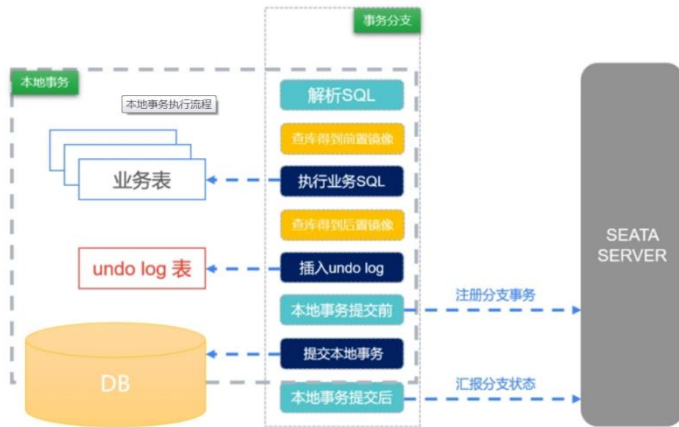 事务分支
本地事务
解析SQL
本地事务执行流程
查库得到前置镜像
业务表
执行业务SQL
查库得到后置镜像
SEATA
SERVER
undo log 表
插入undo log
注册分支事务
本地事务提交前
提交本地事务
DB
汇报分支状态
本地事务提交后